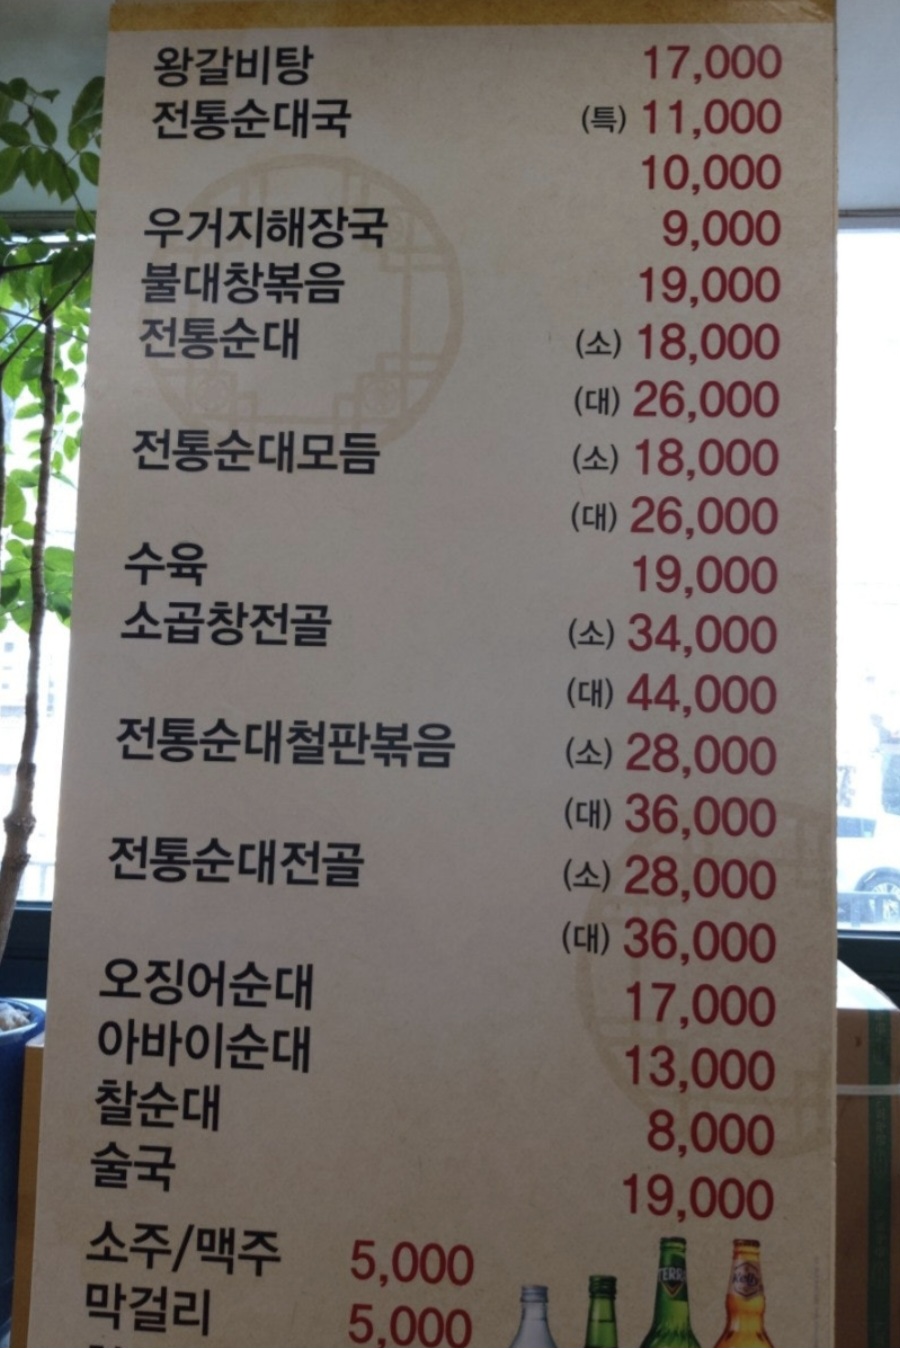 왕갈비탕 17,000
전통순대국 (특) 11,000
10,000
우거지해장국 9,000
불대창볶음 19,000
전통순대 (소) 18,000
(대) 26,000
전통순대모듬 (소) 18,000
(대) 26,000
수육 19,000
소곱창전골 (소) 34,000
(대) 44,000
전통순대철판볶음 (소) 28,000
(대) 36,000
전통순대전골 (소) 28,000
(대) 36,000
오징어순대 17,000
아바이순대 13,000
찰순대 8,000
술국 19,000
소주/맥주 5,000
막걸리 5,000
TERRA
Kelly